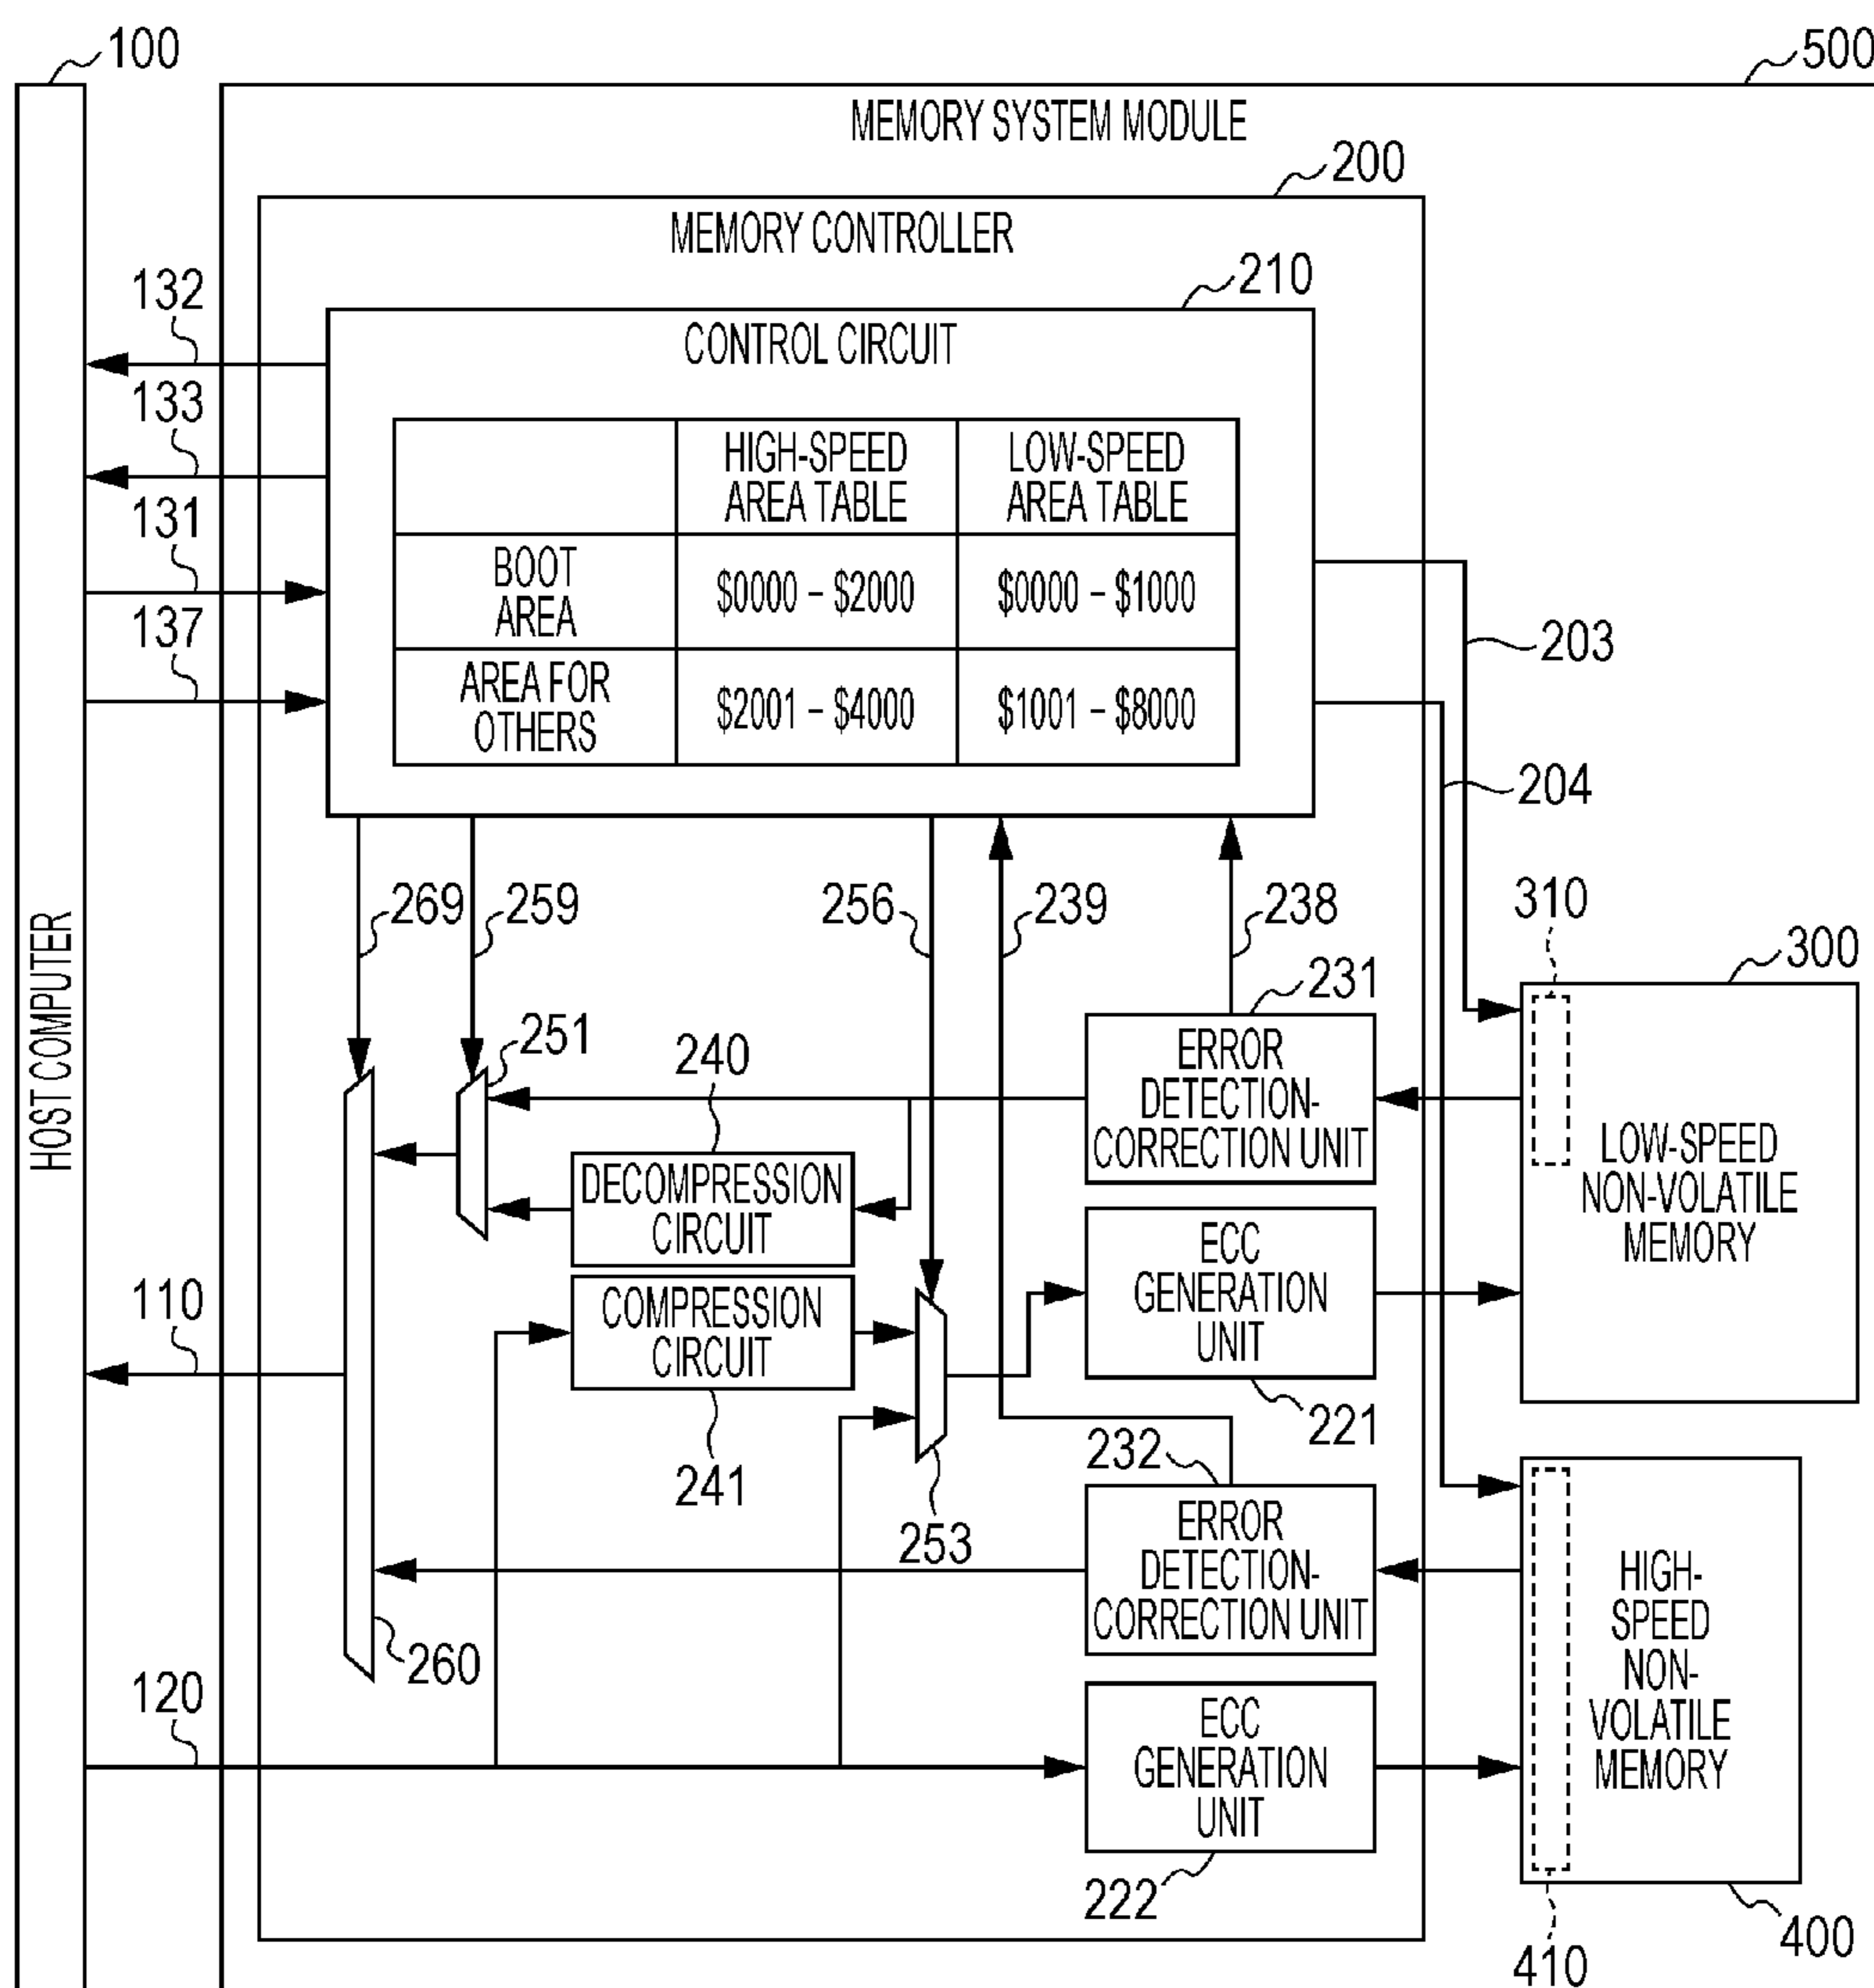 100
500
MEMORY SYSTEM MODULE
200
MEMORY CONTROLLER
210
CONTROL CIRCUIT
132
133
131
137
HIGH-SPEED
AREA TABLE
LOW-SPEED
AREA TABLE
BOOT
AREA
$0000 – $2000
$0000 – $1000
AREA FOR
OTHERS
$2001 – $4000
$1001 – $8000
203
204
HOST COMPUTER
269
259
256
239
238
310
300
251
240
231
ERROR
DETECTION-
CORRECTION UNIT
DECOMPRESSION
CIRCUIT
LOW-SPEED
NON-VOLATILE
MEMORY
110
COMPRESSION
CIRCUIT
241
ECC
GENERATION
UNIT
221
253
232
ERROR
DETECTION-
CORRECTION UNIT
HIGH-
SPEED
NON-
VOLATILE
MEMORY
260
120
ECC
GENERATION
UNIT
222
410
400